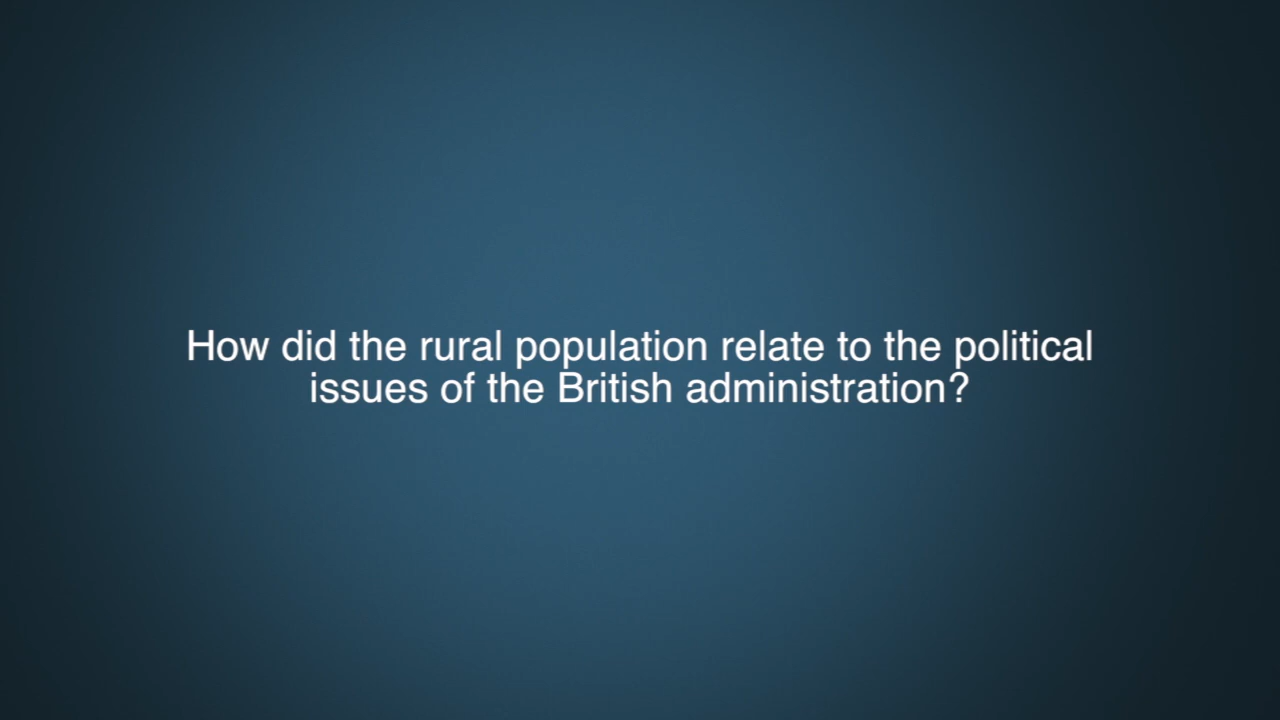 How did the rural population relate to the political
issues of the British administration?